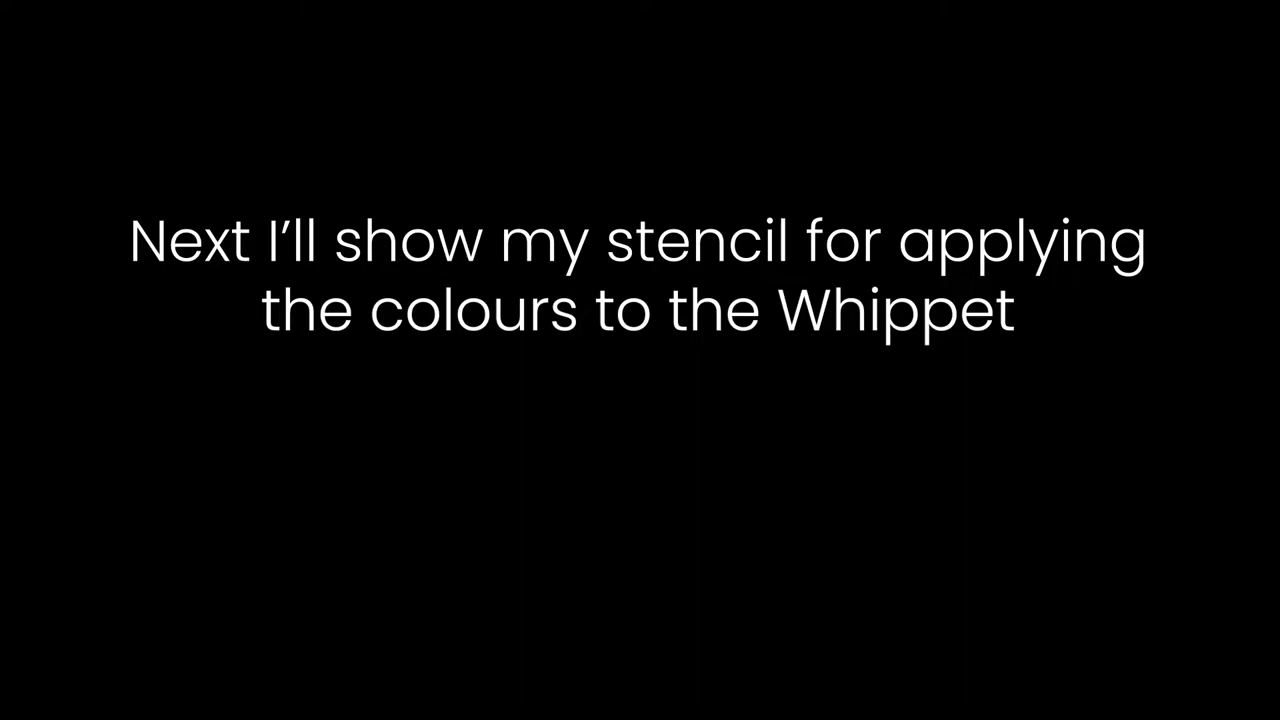 Next I’ll show my stencil for applying
the colours to the Whippet